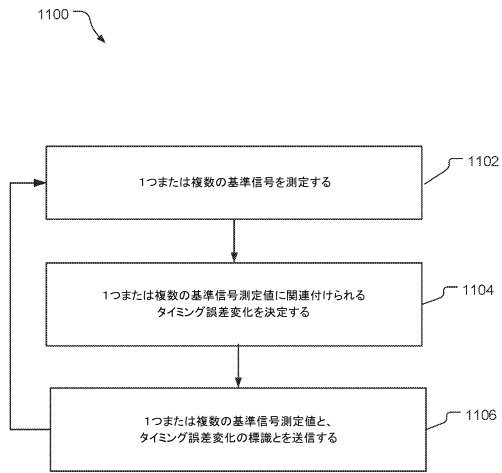 1100
1つまたは複数の基準信号を測定する
1102
1つまたは複数の基準信号測定値に関連付けられる
タイミング誤差変化を決定する
1104
1つまたは複数の基準信号測定値と、
タイミング誤差変化の標識とを送信する
1106